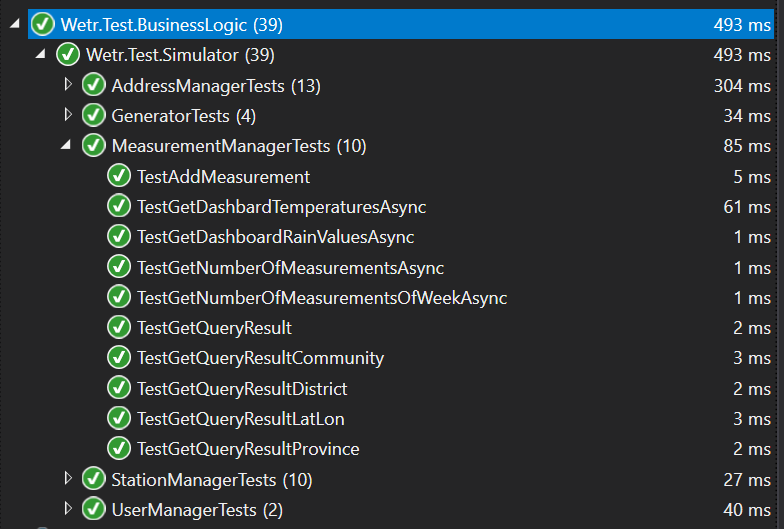 Wetr.Test.BusinessLogic (39) 493 ms
Wetr.Test.Simulator (39) 493 ms
AddressManagerTests (13) 304 ms
GeneratorTests (4) 34 ms
MeasurementManagerTests (10) 85 ms
TestAddMeasurement 5 ms
TestGetDashbardTemperaturesAsync 61 ms
TestGetDashboardRainValuesAsync 1 ms
TestGetNumberOfMeasurementsAsync 1 ms
TestGetNumberOfMeasurementsOfWeekAsync 1 ms
TestGetQueryResult 2 ms
TestGetQueryResultCommunity 3 ms
TestGetQueryResultDistrict 2 ms
TestGetQueryResultLatLon 3 ms
TestGetQueryResultProvince 2 ms
StationManagerTests (10) 27 ms
UserManagerTests (2) 40 ms